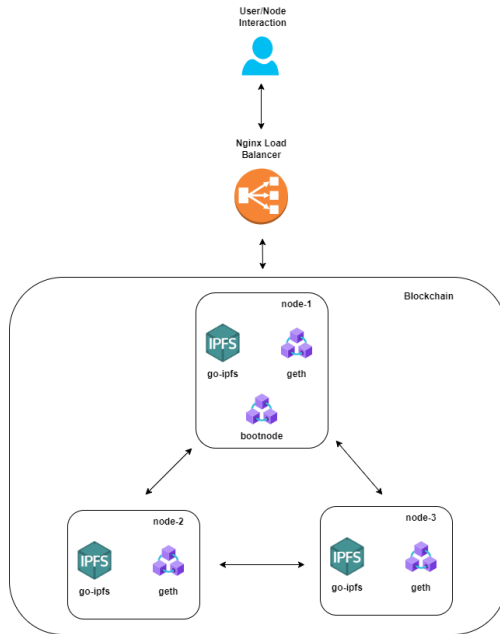 User/Node
Interaction
Nginx Load
Balancer
Blockchain
node-1
IPFS
go-ipfs
geth
bootnode
node-2
IPFS
go-ipfs
geth
node-3
IPFS
go-ipfs
geth